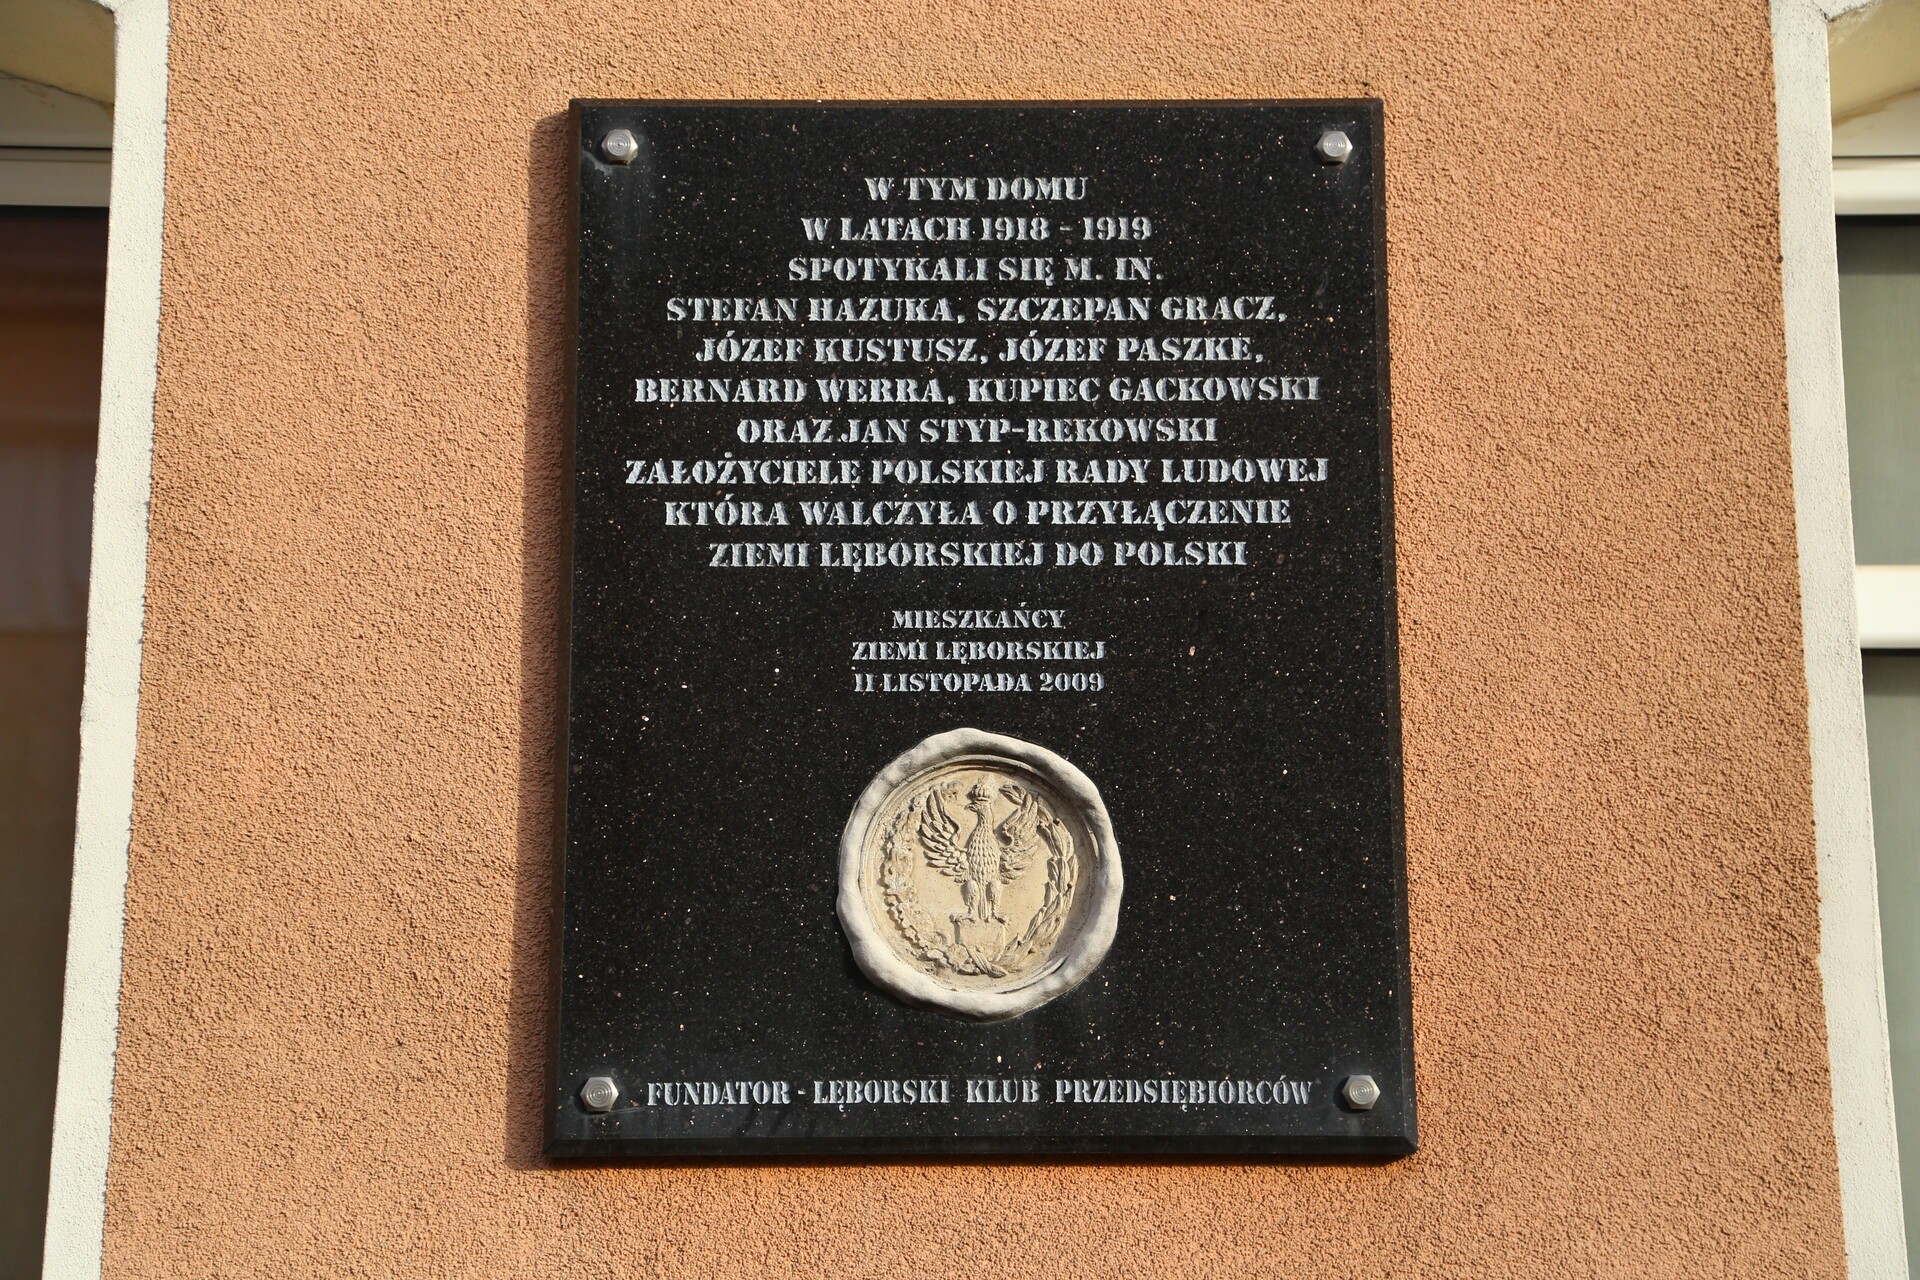 W TYM DOMU
W LATACH 1918 - 1919
SPOTYKALI SIĘ M. IN.
STEFAN HAZUKA, SZCZEPAN GRACZ,
JÓZEF KUSTUSZ, JÓZEF PASZKE,
BERNARD WERRA, KUPIEC GACKOWSKI
ORAZ JAN STYP-REKOWSKI
ZAŁOŻYCIELE POLSKIEJ RADY LUDOWEJ
KTÓRA WALCZYŁA O PRZYŁĄCZENIE
ZIEMI LĘBORSKIEJ DO POLSKI
MIESZKAŃCY
ZIEMI LĘBORSKIEJ
11 LISTOPADA 2009
FUNDATOR - LĘBORSKI KLUB PRZEDSIĘBIORCÓW